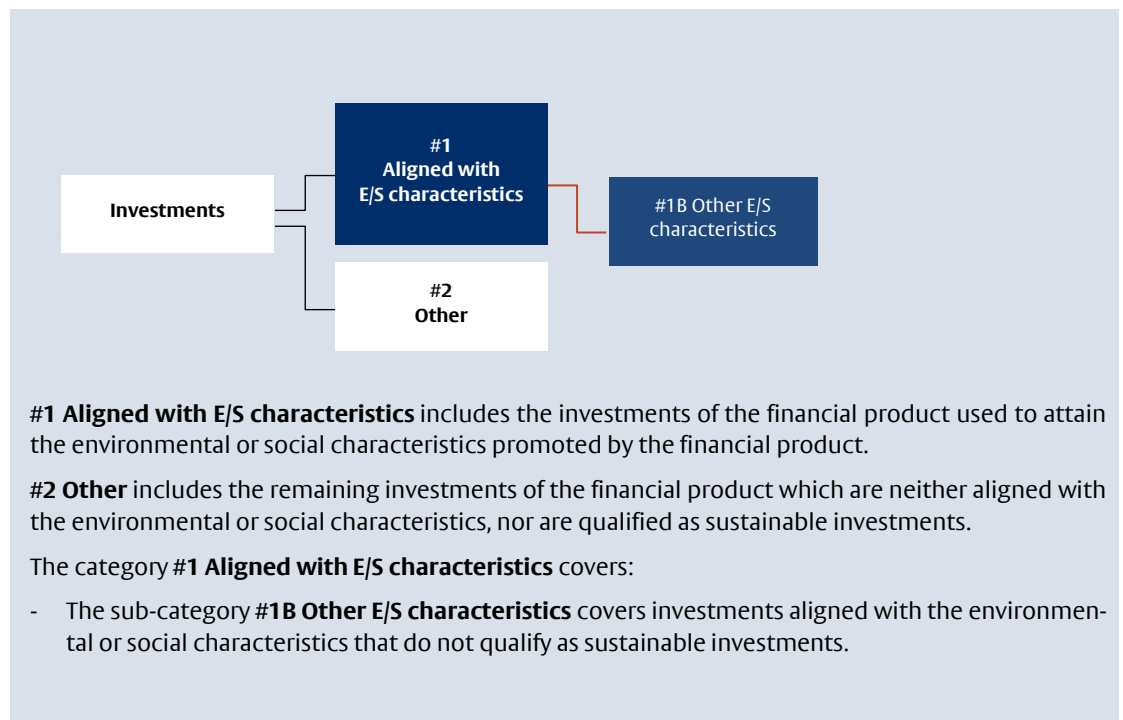 #1
Aligned with
E/S characteristics
Investments
#1B Other E/S
characteristics
#2
Other
#1 Aligned with E/S characteristics includes the investments of the financial product used to attain
the environmental or social characteristics promoted by the financial product.
#2 Other includes the remaining investments of the financial product which are neither aligned with
the environmental or social characteristics, nor are qualified as sustainable investments.
The category #1 Aligned with E/S characteristics covers:
- The sub-category #1B Other E/S characteristics covers investments aligned with the environmen-
tal or social characteristics that do not qualify as sustainable investments.